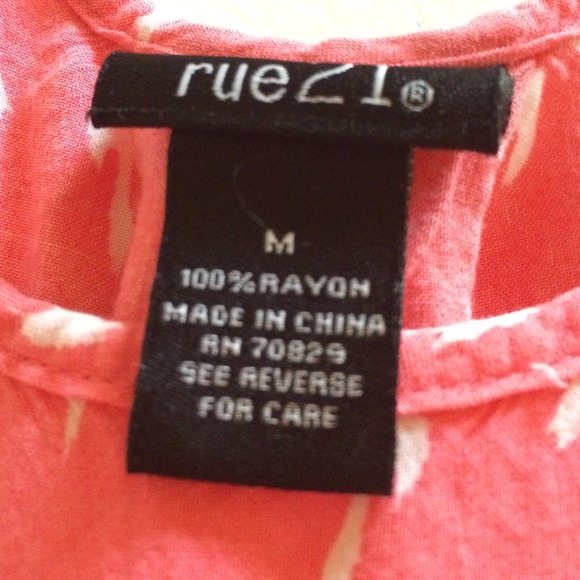 rue21®
M
100% RAYON
MADE IN CHINA
RN 70829
SEE REVERSE
FOR CARE